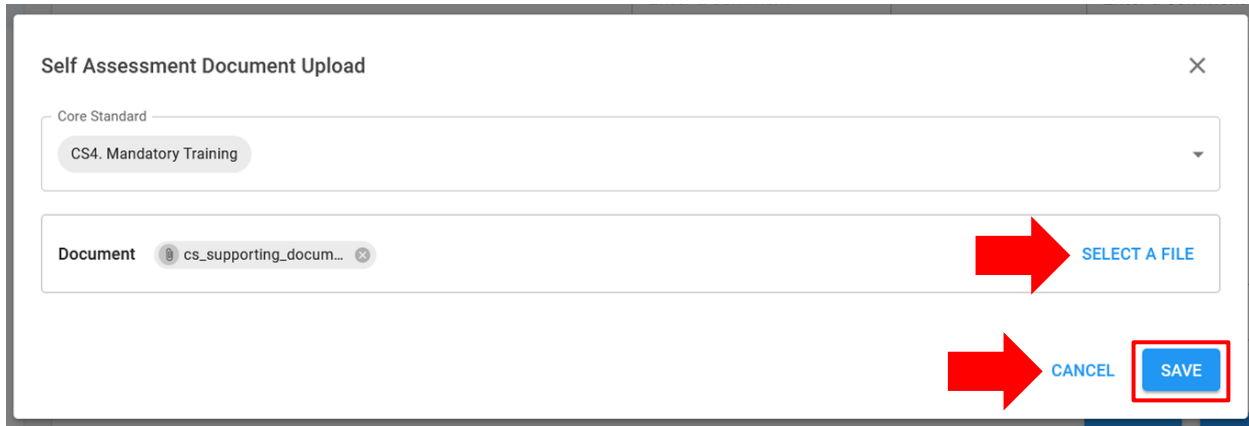 Self Assessment Document Upload
Core Standard
CS4. Mandatory Training
Document cs_supporting_docum... SELECT A FILE
CANCEL SAVE